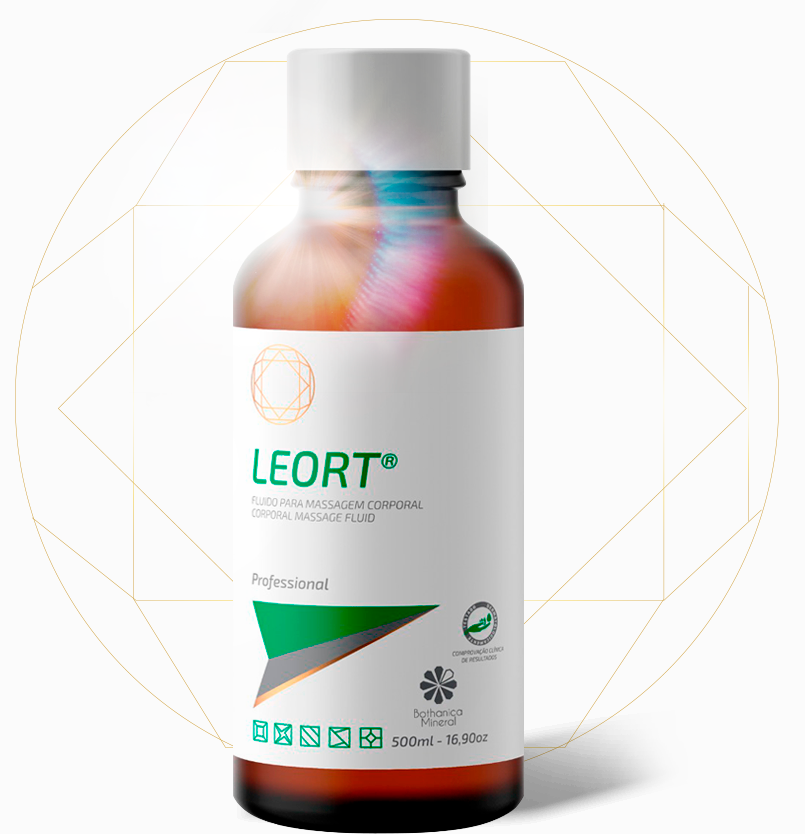 LEORT®
FLUIDO PARA MASSAGEM CORPORAL
CORPORAL MASSAGE FLUID
Professional
COMPROVAÇÃO CLÍNICA
DE RESULTADOS
Bothanica
Mineral
500ml - 16,90oz